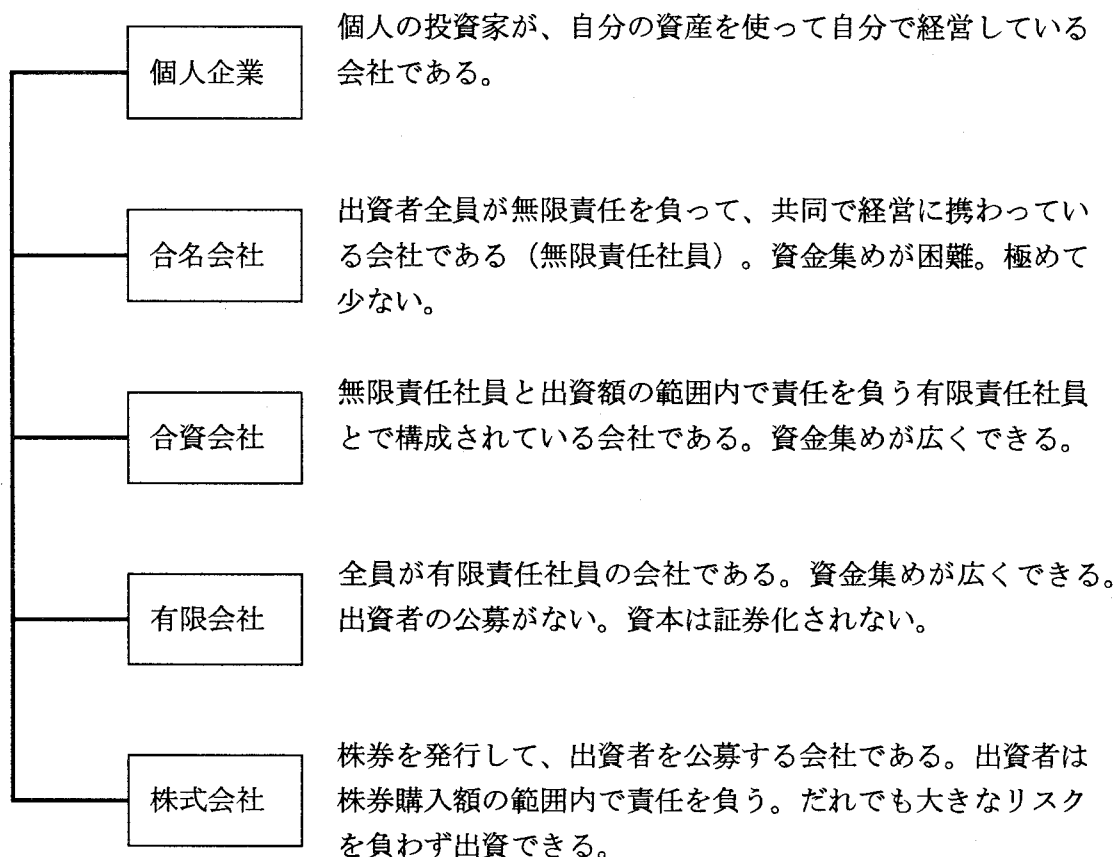 個人企業
個人の投資家が、自分の資産を使って自分で経営している
会社である。
合名会社
出資者全員が無限責任を負って、共同で経営に携わってい
る会社である（無限責任社員）。資金集めが困難。極めて
少ない。
合資会社
無限責任社員と出資額の範囲内で責任を負う有限責任社員
とで構成されている会社である。資金集めが広くできる。
有限会社
全員が有限責任社員の会社である。資金集めが広くできる。
出資者の公募がない。資本は証券化されない。
株式会社
株券を発行して、出資者を公募する会社である。出資者は
株券購入額の範囲内で責任を負う。だれでも大きなリスク
を負わず出資できる。